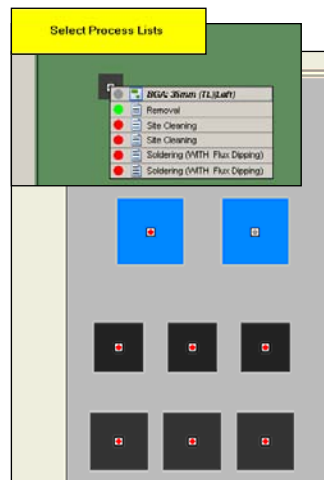 Select Process Lists
BGA: 35mm (TL)(Left)
Removal
Site Cleaning
Site Cleaning
Soldering (WITH Flux Dipping)
Soldering (WITH Flux Dipping)